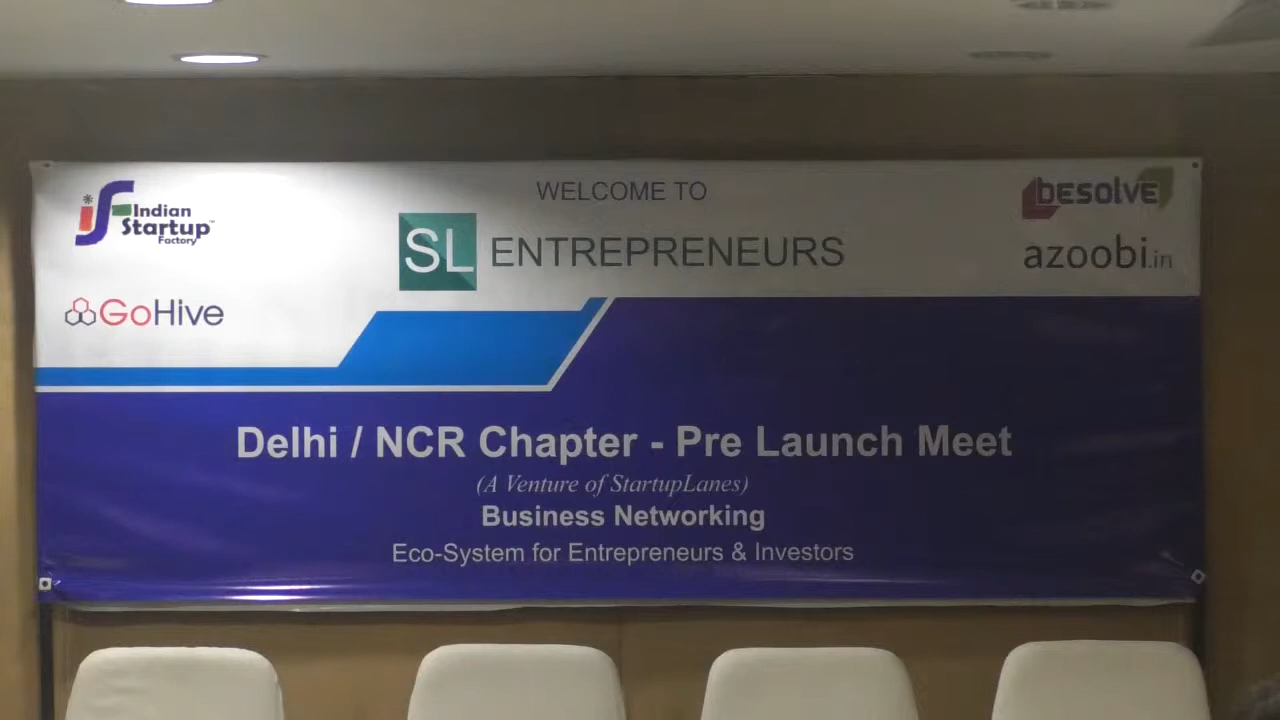 Indian
Startup™
Factory
GoHive
WELCOME TO
SL ENTREPRENEURS
besolve
azoobi.in
Delhi / NCR Chapter - Pre Launch Meet
(A Venture of StartupLanes)
Business Networking
Eco-System for Entrepreneurs & Investors